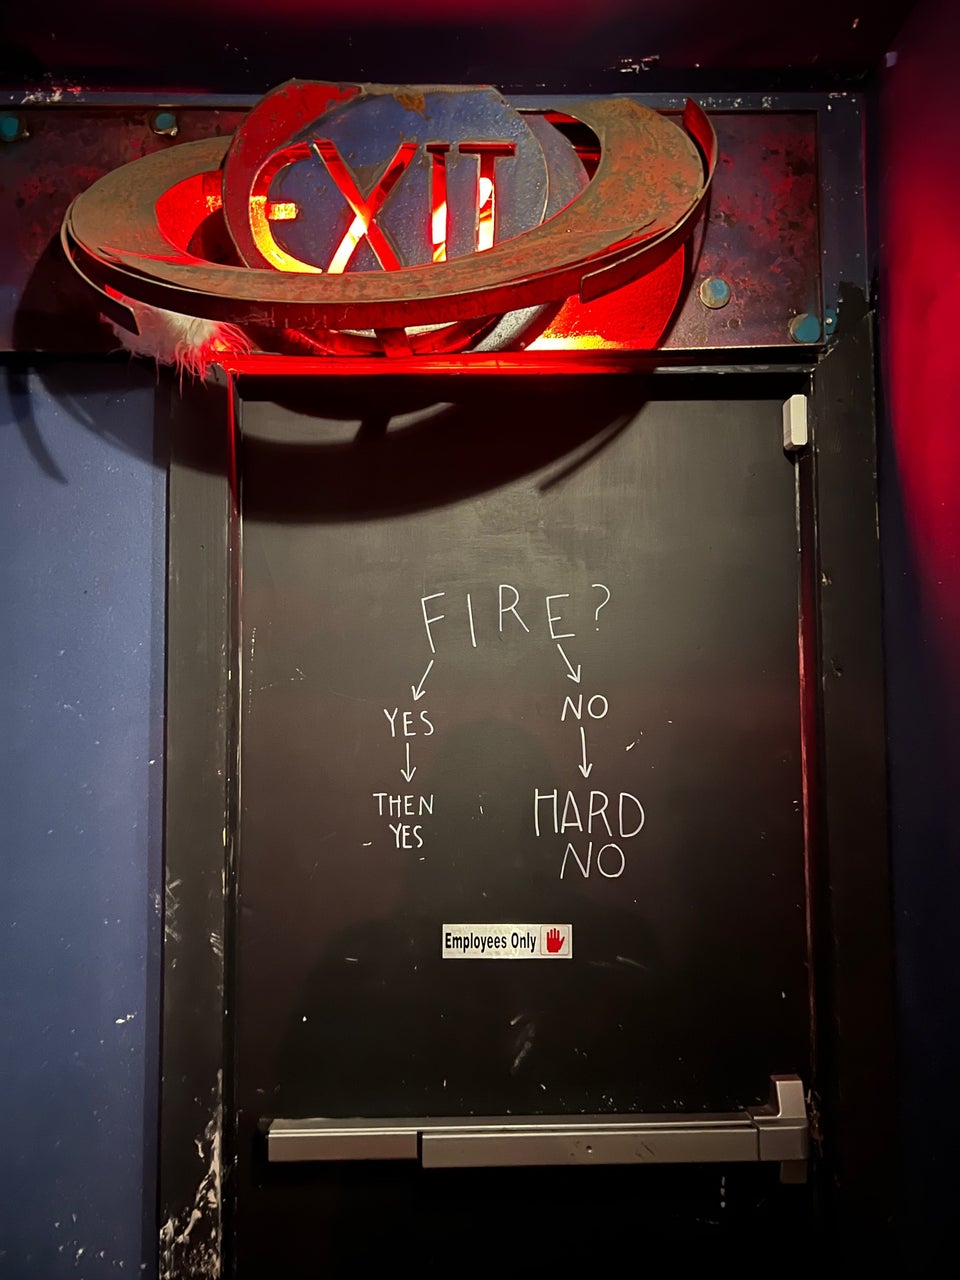 EXIT
FIRE?
YES NO
THEN HARD
YES NO
Employees Only